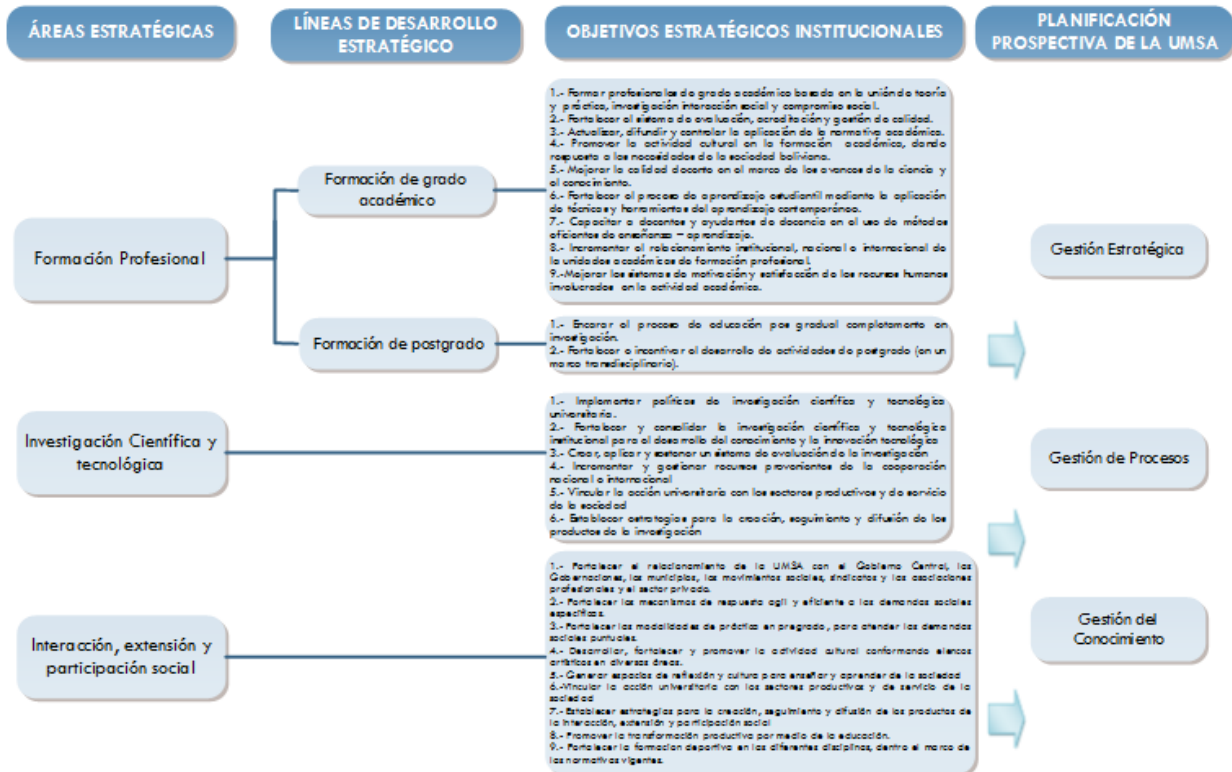 ÁREAS ESTRATÉGICAS
LÍNEAS DE DESARROLLO
ESTRATÉGICO
OBJETIVOS ESTRATÉGICOS INSTITUCIONALES
PLANIFICACIÓN
PROSPECTIVA DE LA UMSA
Formación Profesional
Formación de grado
académico
1.- Formar profesionales de grado académico basada en la unión de teoría
y práctica, investigación interacción social y compromiso social.
2.- Fortalecer el sistema de evaluación, acreditación y gestión de calidad.
3.- Actualizar, difundir y controlar la aplicación de la normativa académica.
4.- Promover la actividad cultural en la formación académica, dando
respuesta a las necesidades de la sociedad boliviana.
5.- Mejorar la calidad docente en el marco de los avances de la ciencia y
el conocimiento.
6.- Fortalecer el proceso de aprendizaje estudiantil mediante la aplicación
de técnicas y herramientas del aprendizaje contemporáneo.
7.- Capacitar a docentes y ayudantes de docencia en el uso de métodos
eficientes de enseñanza – aprendizaje.
8.- Incrementar el relacionamiento institucional, nacional e internacional de
la unidades académicas de formación profesional.
9.-Mejorar los sistemas de motivación y satisfacción de los recursos humanos
involucrados en la actividad académica.
Formación de postgrado
1.- Encarar el proceso de educación pos gradual completamente en
investigación.
2.- Fortalecer e incentivar el desarrollo de actividades de postgrado (en un
marco transdisciplinario).
Investigación Científica y
tecnológica
1.- Implementar políticas de investigación científica y tecnológica
universitaria.
2.- Fortalecer y consolidar la investigación científica y tecnológica
institucional para el desarrollo del conocimiento y la innovación tecnológica
3.- Crear, aplicar y sostener un sistema de evaluación de la investigación
4.- Incrementar y gestionar recursos provenientes de la cooperación
nacional e internacional
5.- Vincular la acción universitaria con los sectores productivos y de servicio
de la sociedad
6.- Establecer estrategias para la creación, seguimiento y difusión de los
productos de la investigación
Interacción, extensión y
participación social
1.- Fortalecer el relacionamiento de la UMSA con el Gobierno Central, las
Gobernaciones, los municipios, los movimientos sociales, sindicatos y las asociaciones
profesionales y el sector privado.
2.- Fortalecer los mecanismos de respuesta agil y eficiente a las demandas sociales
específicas.
3.- Fortalecer las modalidades de práctica en pregrado, para atender las demandas
sociales puntuales.
4.- Desarrollar, fortalecer y promover la actividad cultural conformando elencos
artísticos en diversas áreas.
5.- Generar espacios de reflexión y cultura para enseñar y aprender de la sociedad
6.-Vincular la acción universitaria con los sectores productivos y de servicio de la
sociedad
7.- Establecer estrategias para la creación, seguimiento y difusión de los productos de
la interacción, extensión y participación social
8.- Promover la transformación productiva por medio de la educación.
9.- Fortalecer la formacion deportiva en las diferentes disciplinas, dentro el marco de
las normativas vigentes.
Gestión Estratégica
Gestión de Procesos
Gestión del
Conocimiento